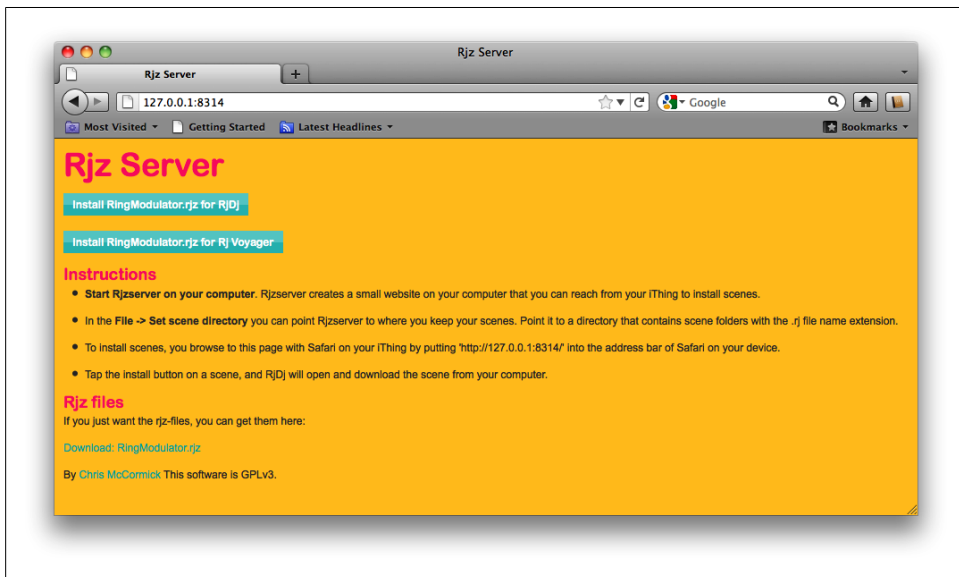 Rjz Server
Rjz Server
127.0.0.1:8314
Google
Most Visited
Getting Started
Latest Headlines
Bookmarks
Rjz Server
Install RingModulator.rjz for RjDj
Install RingModulator.rjz for Rj Voyager
Instructions
Start Rjzserver on your computer. Rjzserver creates a small website on your computer that you can reach from your iThing to install scenes.
In the File -> Set scene directory you can point Rjzserver to where you keep your scenes. Point it to a directory that contains scene folders with the .rj file name extension.
To install scenes, you browse to this page with Safari on your iThing by putting 'http://127.0.0.1:8314/' into the address bar of Safari on your device.
Tap the install button on a scene, and RjDj will open and download the scene from your computer.
Rjz files
If you just want the rjz-files, you can get them here:
Download: RingModulator.rjz
By Chris McCormick This software is GPLv3.